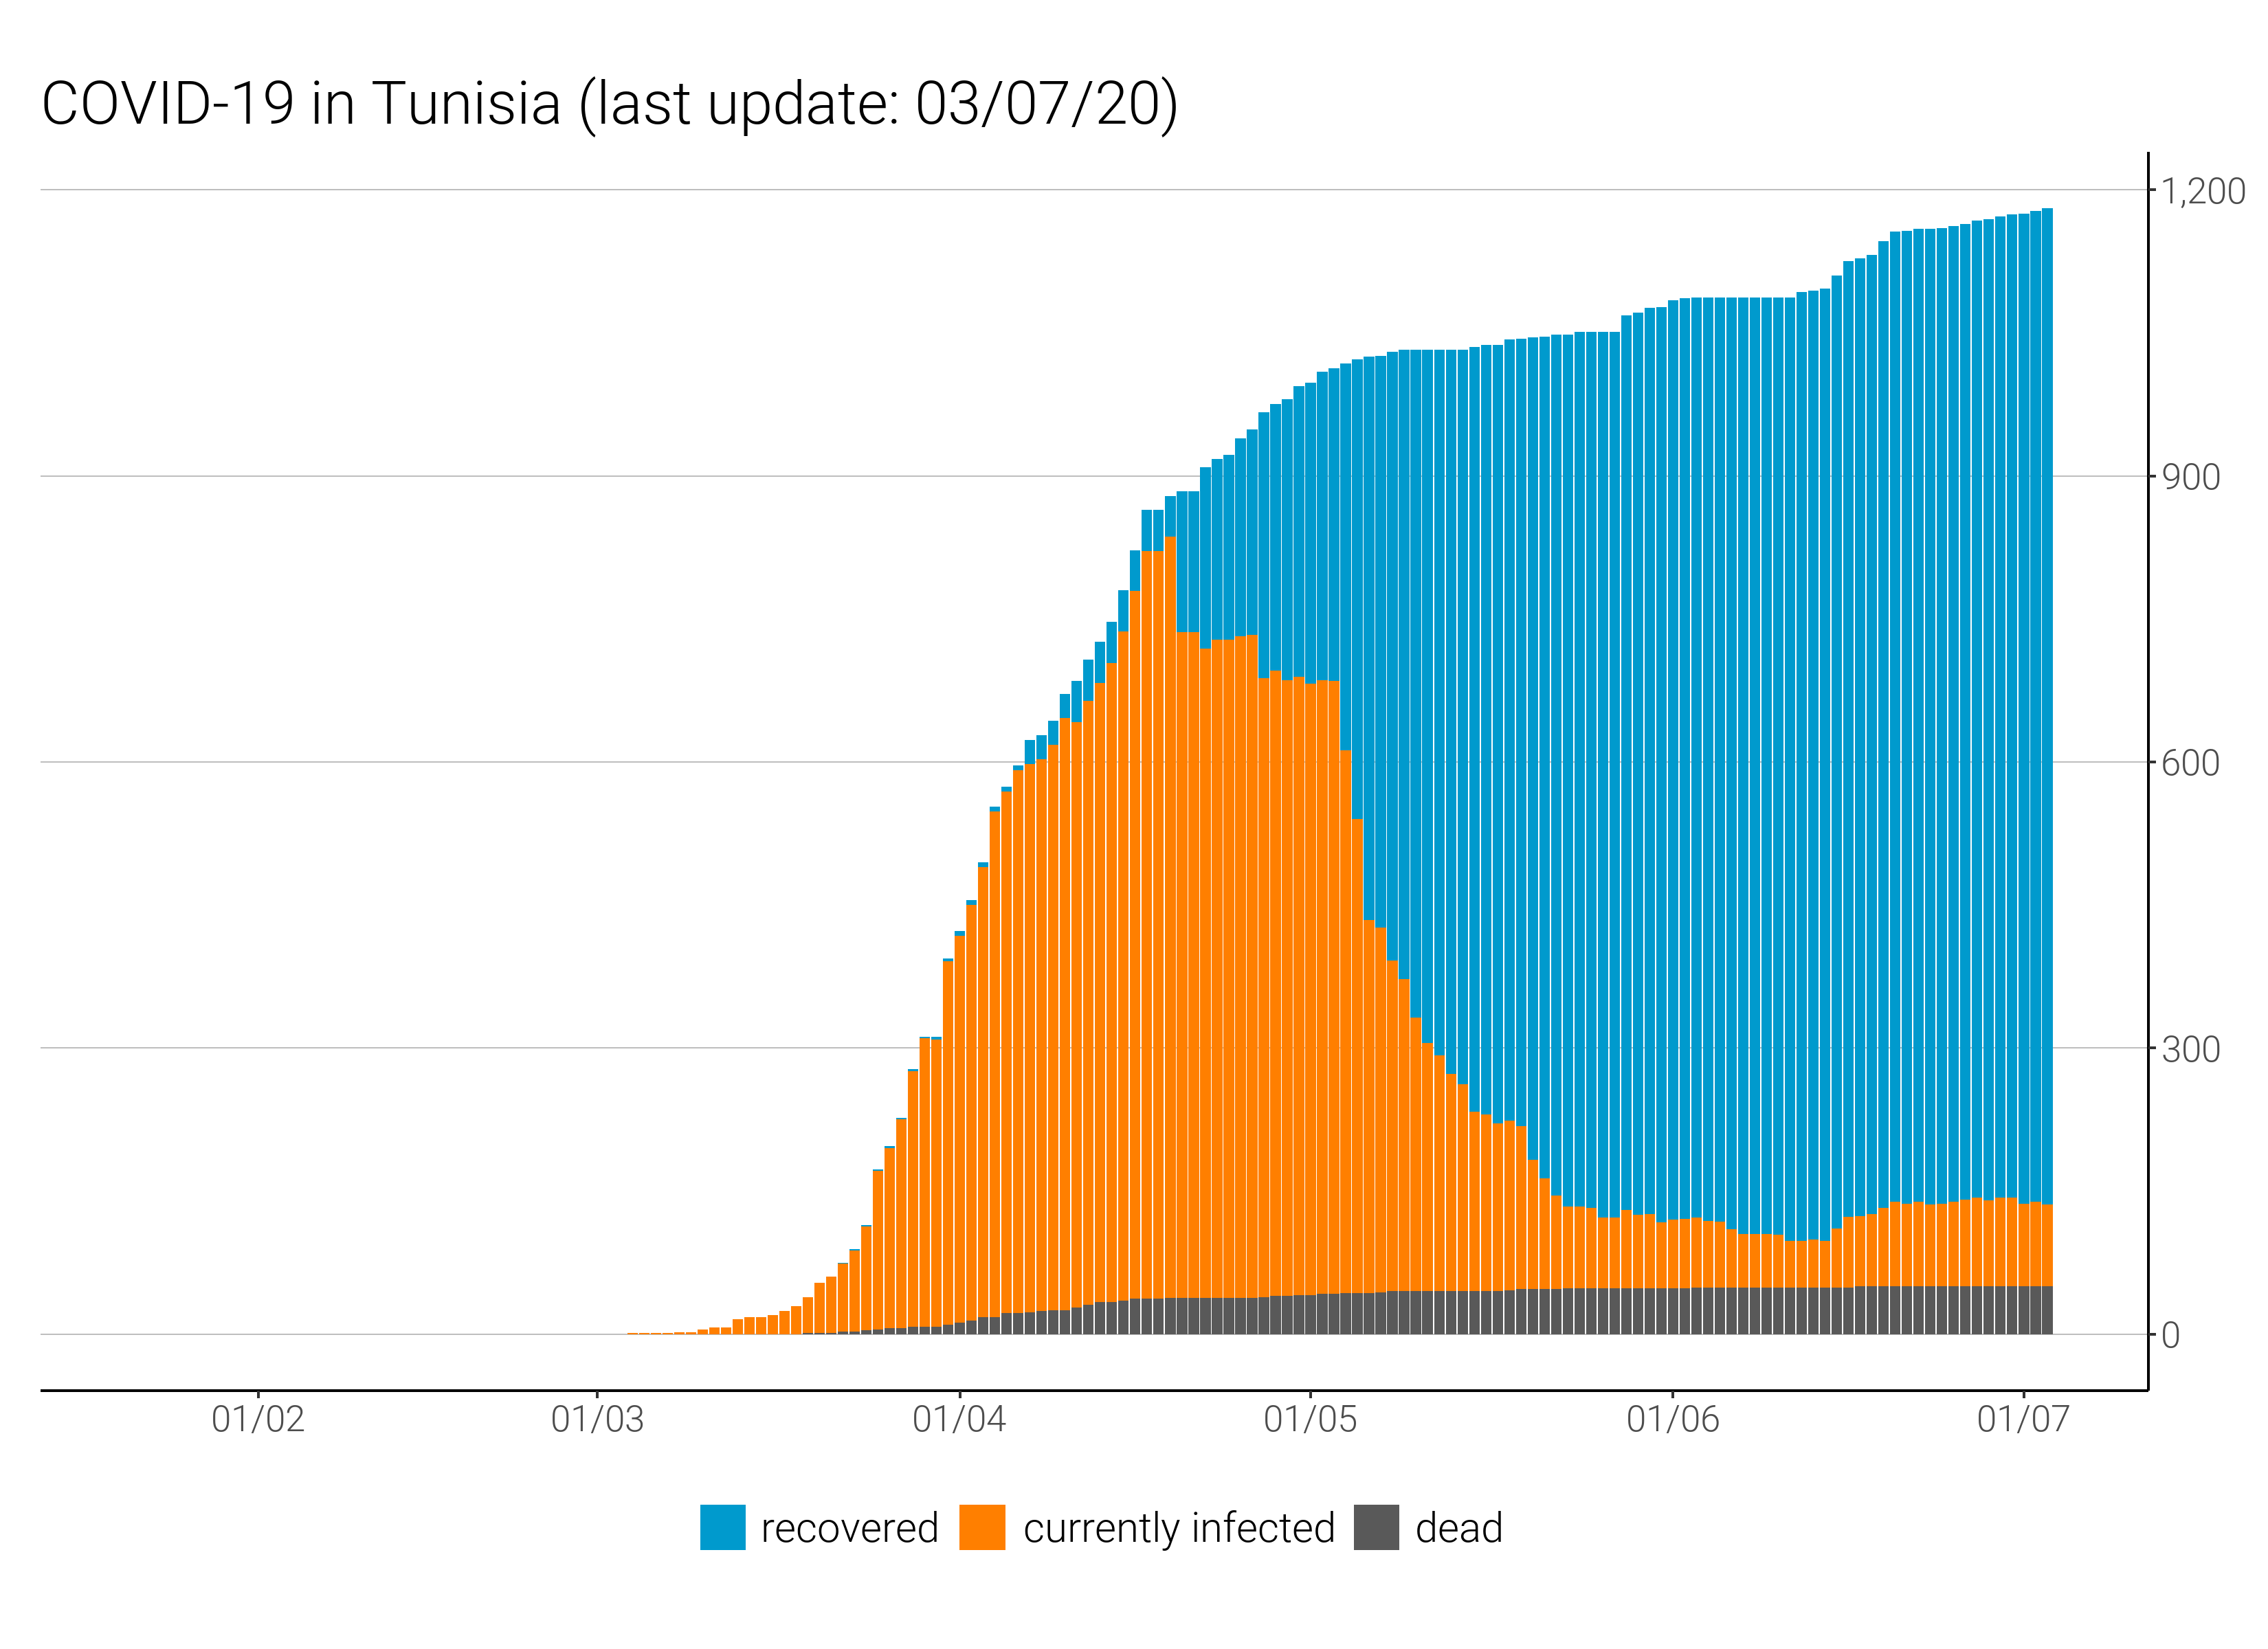 COVID-19 in Tunisia (last update: 03/07/20)
1,200
900
600
300
0
01/02 01/03 01/04 01/05 01/06 01/07
recovered currently infected dead